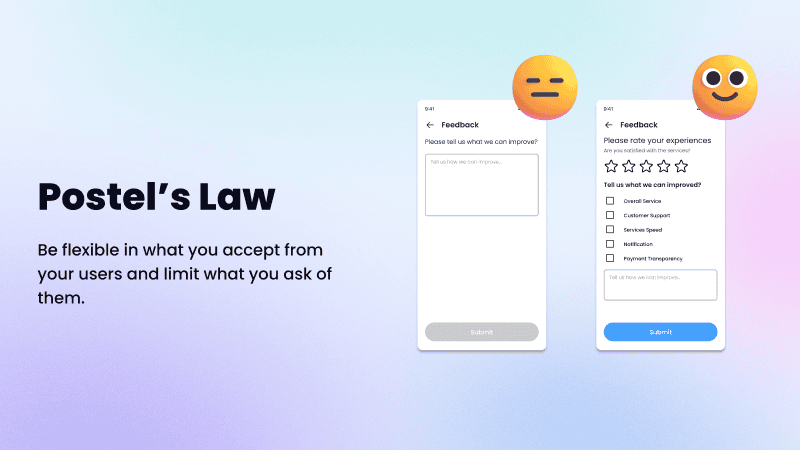 Postel's Law
Be flexible in what you accept from
your users and limit what you ask of
them.
9:41
Feedback
Please tell us what we can improve?
Tell us how we can improve...
Submit
9:41
Feedback
Please rate your experiences
Are you satisfied with the services?
Tell us what we can improved?
Overall Service
Customer Support
Services Speed
Notification
Payment Transparency
Tell us how we can improve...
Submit